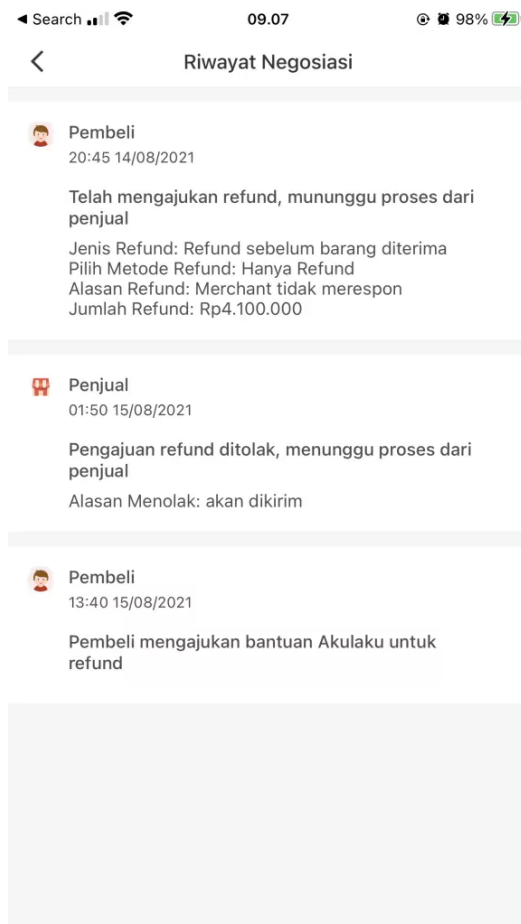 Search
09.07
98%
Riwayat Negosiasi
Pembeli
20:45 14/08/2021
Telah mengajukan refund, mununggu proses dari
penjual
Jenis Refund: Refund sebelum barang diterima
Pilih Metode Refund: Hanya Refund
Alasan Refund: Merchant tidak merespon
Jumlah Refund: Rp4.100.000
Penjual
01:50 15/08/2021
Pengajuan refund ditolak, menunggu proses dari
penjual
Alasan Menolak: akan dikirim
Pembeli
13:40 15/08/2021
Pembeli mengajukan bantuan Akulaku untuk
refund